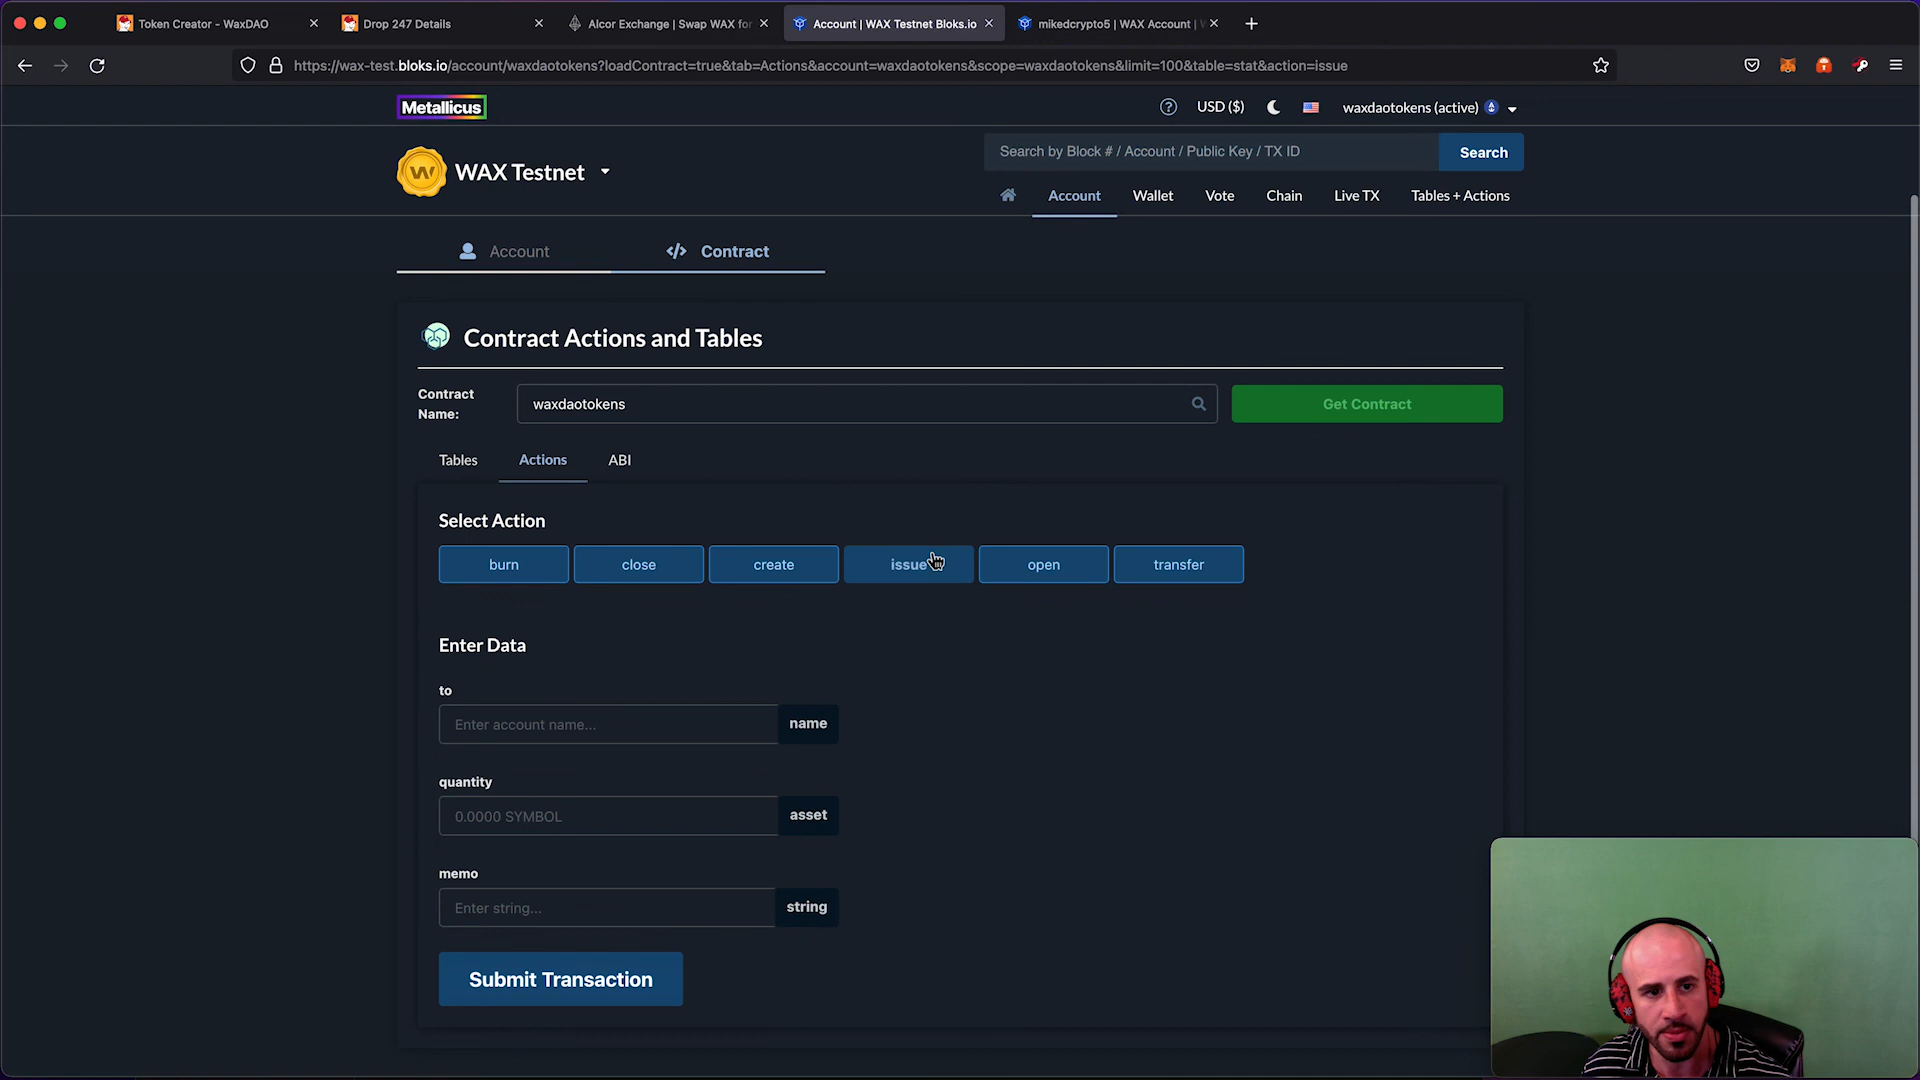 Token Creator - WaxDAO
Drop 247 Details
Alcor Exchange | Swap WAX for
Account | WAX Testnet Bloks.io
mikedcrypto5 | WAX Account |
https://wax-test.bloks.io/account/waxdaotokens?loadContract=true&tab=Actions&account=waxdaotokens&scope=waxdaotokens&limit=100&table=stat&action=issue
Metallicus
USD ($)
waxdaotokens (active)
WAX Testnet
Search by Block # / Account / Public Key / TX ID
Search
Account
Wallet
Vote
Chain
Live TX
Tables + Actions
Account
Contract
Contract Actions and Tables
Contract
Name:
waxdaotokens
Get Contract
Tables
Actions
ABI
Select Action
burn
close
create
issue
open
transfer
Enter Data
to
Enter account name...
name
quantity
0.0000 SYMBOL
asset
memo
Enter string...
string
Submit Transaction